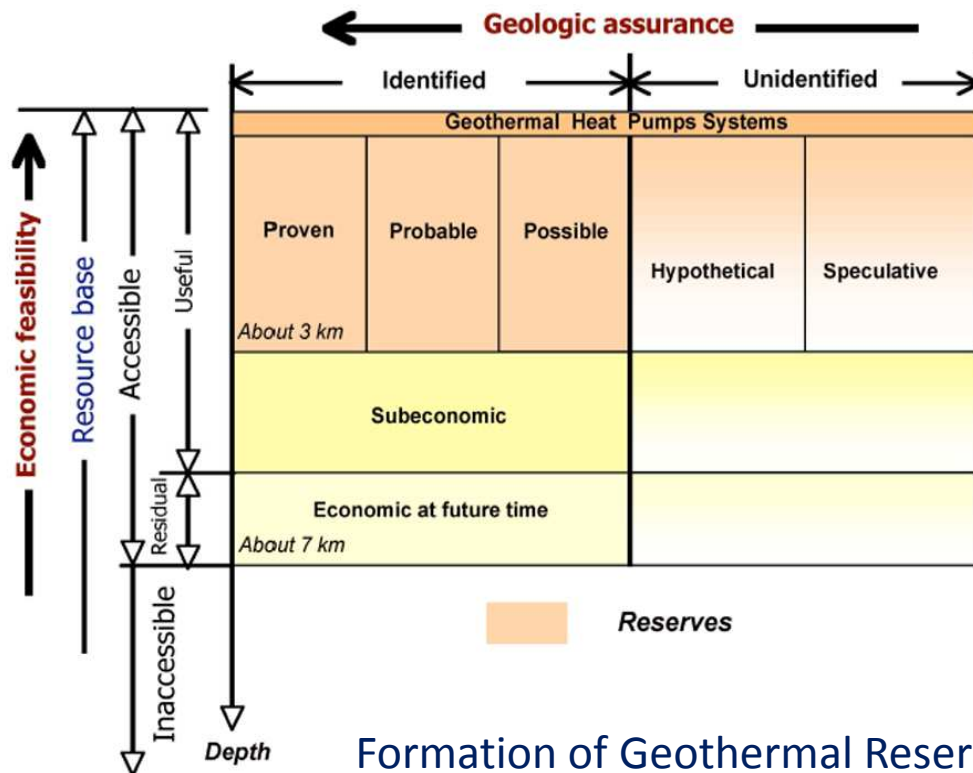 Geologic assurance
Identified
Unidentified
Geothermal Heat Pumps Systems
Economic feasibility
Resource base
Accessible
Useful
Proven
Probable
Possible
Hypothetical
Speculative
About 3 km
Subeconomic
Residual
Economic at future time
About 7 km
Inaccessible
Reserves
Depth
Formation of Geothermal Reser